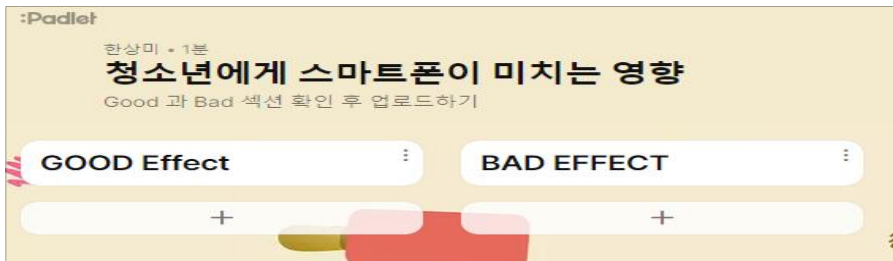 :Padlet
한상미 • 1분
청소년에게 스마트폰이 미치는 영향
Good 과 Bad 섹션 확인 후 업로드하기
GOOD Effect
BAD EFFECT
+
+